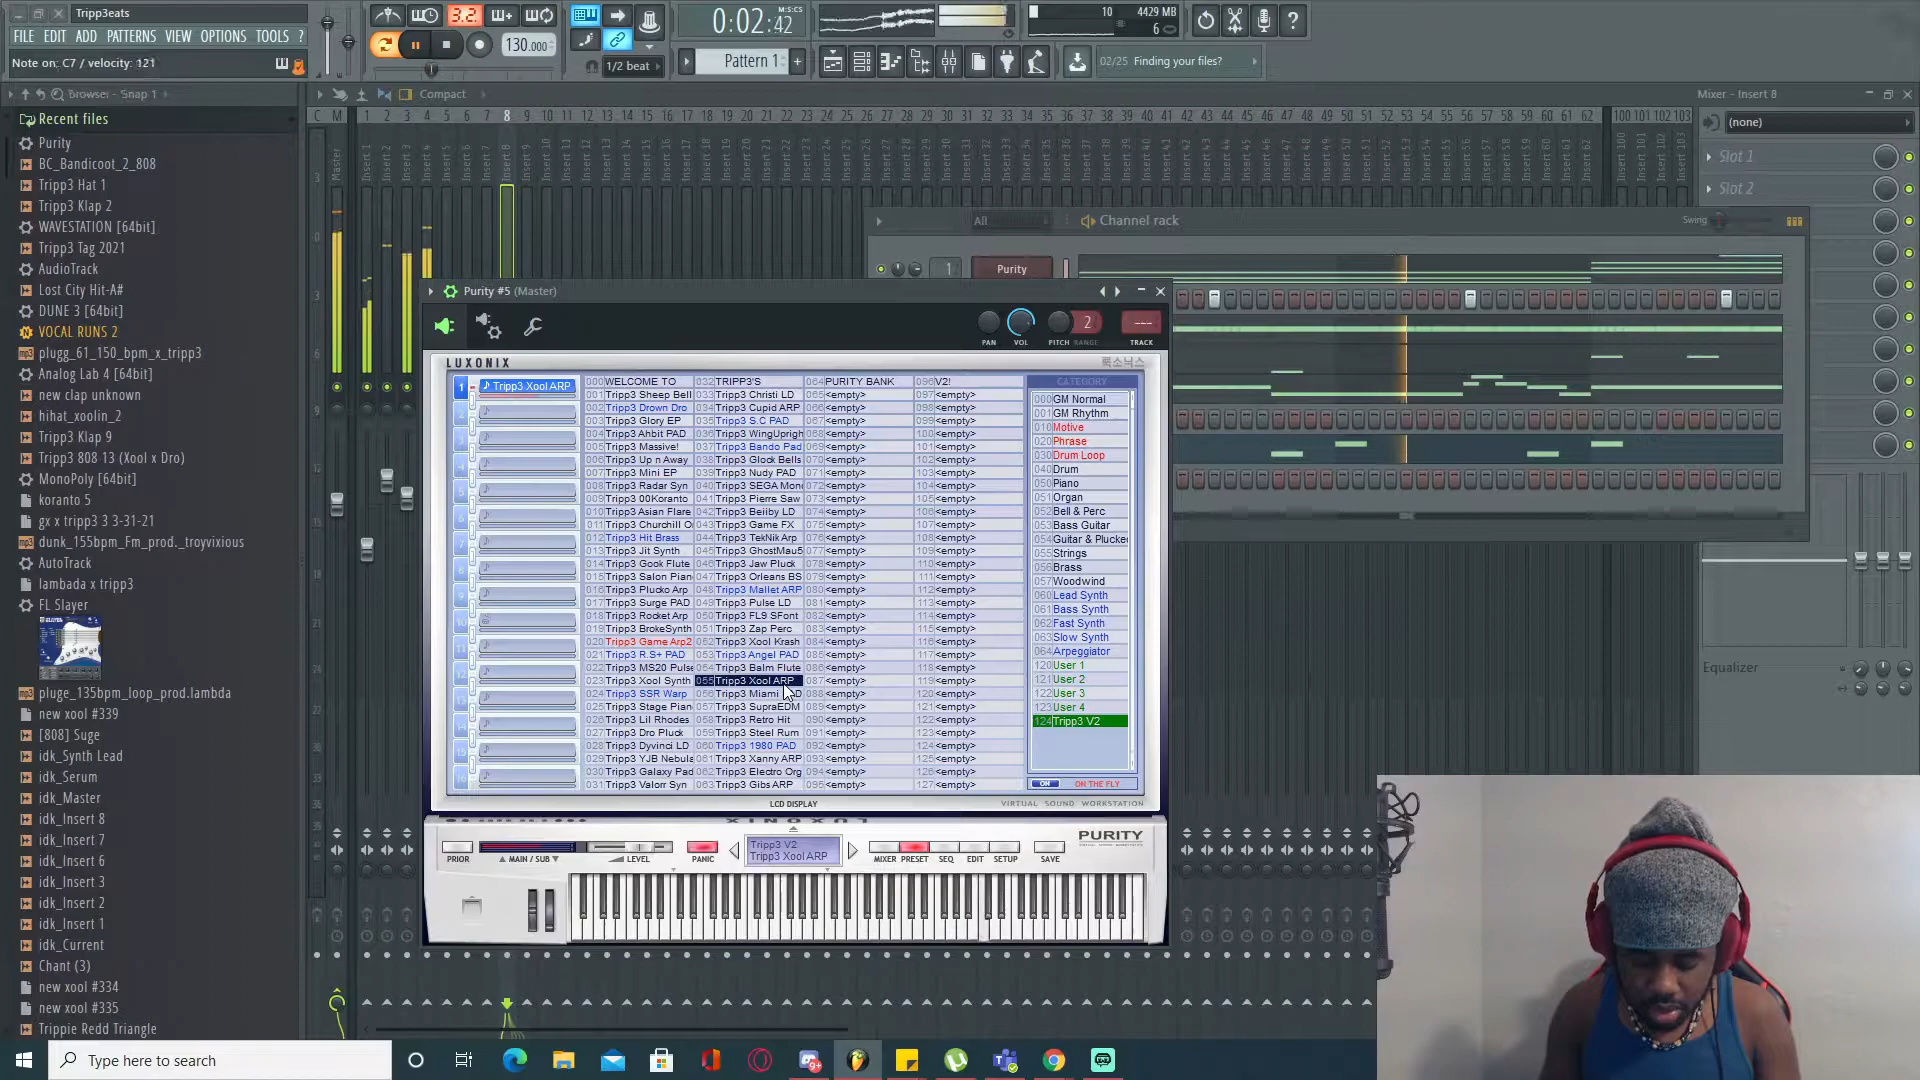 Tripp3eats
FILE EDIT ADD PATTERNS VIEW OPTIONS TOOLS ?
Note on: C7 / velocity: 121
3.2
130.000
1/2 beat
0:02:42
M:S:CS
Pattern 1
10
4429 MB
6
02/25 Finding your files?
Browser - Snap 1
Compact
Mixer - Insert 8
(none)
Slot 1
Slot 2
Equalizer
Recent files
Purity
BC_Bandicoot_2_808
Tripp3 Hat 1
Tripp3 Klap 2
WAVESTATION [64bit]
Tripp3 Tag 2021
AudioTrack
Lost City Hit-A#
DUNE 3 [64bit]
VOCAL RUNS 2
plugg_61_150_bpm_x_tripp3
Analog Lab 4 [64bit]
new clap unknown
hihat_xoolin_2
Tripp3 Klap 9
Tripp3 808 13 (Xool x Dro)
MonoPoly [64bit]
koranto 5
gx x tripp3 3 3-31-21
dunk_155bpm_Fm_prod._troyvixious
AutoTrack
lambada x tripp3
FL Slayer
pluge_135bpm_loop_prod.lambda
new xool #339
[808] Suge
idk_Synth Lead
idk_Serum
idk_Master
idk_Insert 8
idk_Insert 7
idk_Insert 6
idk_Insert 3
idk_Insert 2
idk_Insert 1
idk_Current
Chant (3)
new xool #334
new xool #335
Trippie Redd Triangle
All
Channel rack
Swing
1
Purity
Purity #5 (Master)
PAN VOL PITCH RANGE TRACK
2
LUXONIX
룩소닉스
1 Tripp3 Xool ARP
000 WELCOME TO
001 Tripp3 Sheep Bell
002 Tripp3 Drown Dro
003 Tripp3 Glory EP
004 Tripp3 Ahbit PAD
005 Tripp3 Massive!
006 Tripp3 Up n Away
007 Tripp3 Mini EP
008 Tripp3 Radar Syn
009 Tripp3 00Koranto
010 Tripp3 Asian Flare
011 Tripp3 Churchill O
012 Tripp3 Hit Brass
013 Tripp3 Jit Synth
014 Tripp3 Gook Flute
015 Tripp3 Salon Pian
016 Tripp3 Plucko Arp
017 Tripp3 Surge PAD
018 Tripp3 Rocket Arp
019 Tripp3 BrokeSynth
020 Tripp3 Game Arp2
021 Tripp3 R.S+ PAD
022 Tripp3 MS20 Puls
023 Tripp3 Xool Synth
024 Tripp3 SSR Warp
025 Tripp3 Stage Pian
026 Tripp3 Lil Rhodes
027 Tripp3 Dro Pluck
028 Tripp3 Dyvinci LD
029 Tripp3 YJB Nebula
030 Tripp3 Galaxy Pad
031 Tripp3 Valorr Syn
032 TRIPP3'S
033 Tripp3 Christi LD
034 Tripp3 Cupid ARP
035 Tripp3 S.C PAD
036 Tripp3 WingUprigh
037 Tripp3 Bando Pad
038 Tripp3 Glock Bells
039 Tripp3 Nudy PAD
040 Tripp3 SEGA Mon
041 Tripp3 Pierre Saw
042 Tripp3 Beiiby LD
043 Tripp3 Game FX
044 Tripp3 TekNik Arp
045 Tripp3 GhostMau5
046 Tripp3 Jaw Pluck
047 Tripp3 Orleans BS
048 Tripp3 Mallet ARP
049 Tripp3 Pulse LD
050 Tripp3 FL9 SFont
051 Tripp3 Zap Perc
052 Tripp3 Xool Krash
053 Tripp3 Angel PAD
054 Tripp3 Balm Flute
055 Tripp3 Xool ARP
056 Tripp3 Miami
057 Tripp3 SupraEDM
058 Tripp3 Retro Hit
059 Tripp3 Steel Rum
060 Tripp3 1980 PAD
061 Tripp3 Xanny ARP
062 Tripp3 Electro Org
063 Tripp3 Gibs ARP
064 PURITY BANK
096 V2!
CATEGORY
000 GM Normal
001 GM Rhythm
010 Motive
020 Phrase
030 Drum Loop
040 Drum
050 Piano
051 Organ
052 Bell & Perc
053 Bass Guitar
054 Guitar & Plucked
055 Strings
056 Brass
057 Woodwind
060 Lead Synth
061 Bass Synth
062 Fast Synth
063 Slow Synth
064 Arpeggiator
120 User 1
121 User 2
122 User 3
123 User 4
124 Tripp3 V2
ON ON THE FLY
LCD DISPLAY
VIRTUAL SOUND WORKSTATION
PURITY
PRIOR MAIN / SUB LEVEL PANIC
Tripp3 V2
Tripp3 Xool ARP
MIXER PRESET SEQ EDIT SETUP SAVE
Type here to search